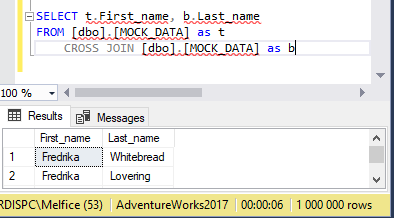 SELECT t.First_name, b.Last_name
FROM [dbo].[MOCK_DATA] as t
CROSS JOIN [dbo].[MOCK_DATA] as b
100 %
Results Messages
First_name Last_name
1 Fredrika Whitebread
2 Fredrika Lovering
RDISPC\Melfice (53) AdventureWorks2017 00:00:06 1 000 000 rows